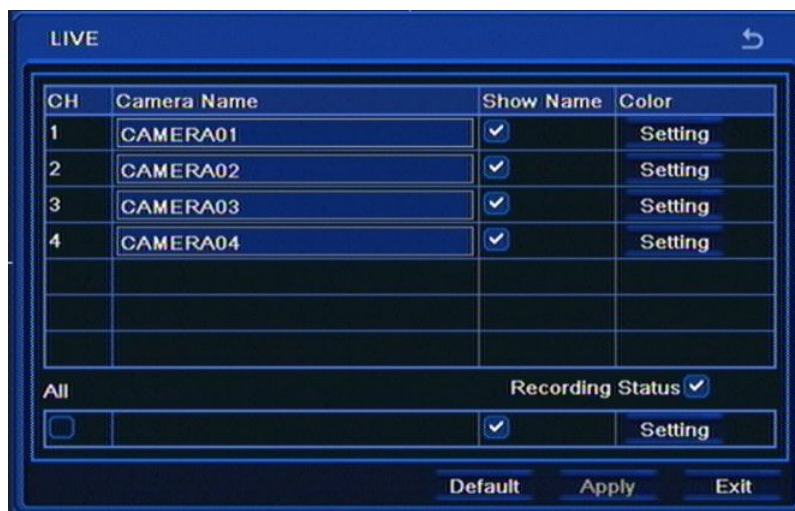 LIVE
CH Camera Name Show Name Color
1 CAMERA01 Setting
2 CAMERA02 Setting
3 CAMERA03 Setting
4 CAMERA04 Setting
All Recording Status
Setting
Default Apply Exit